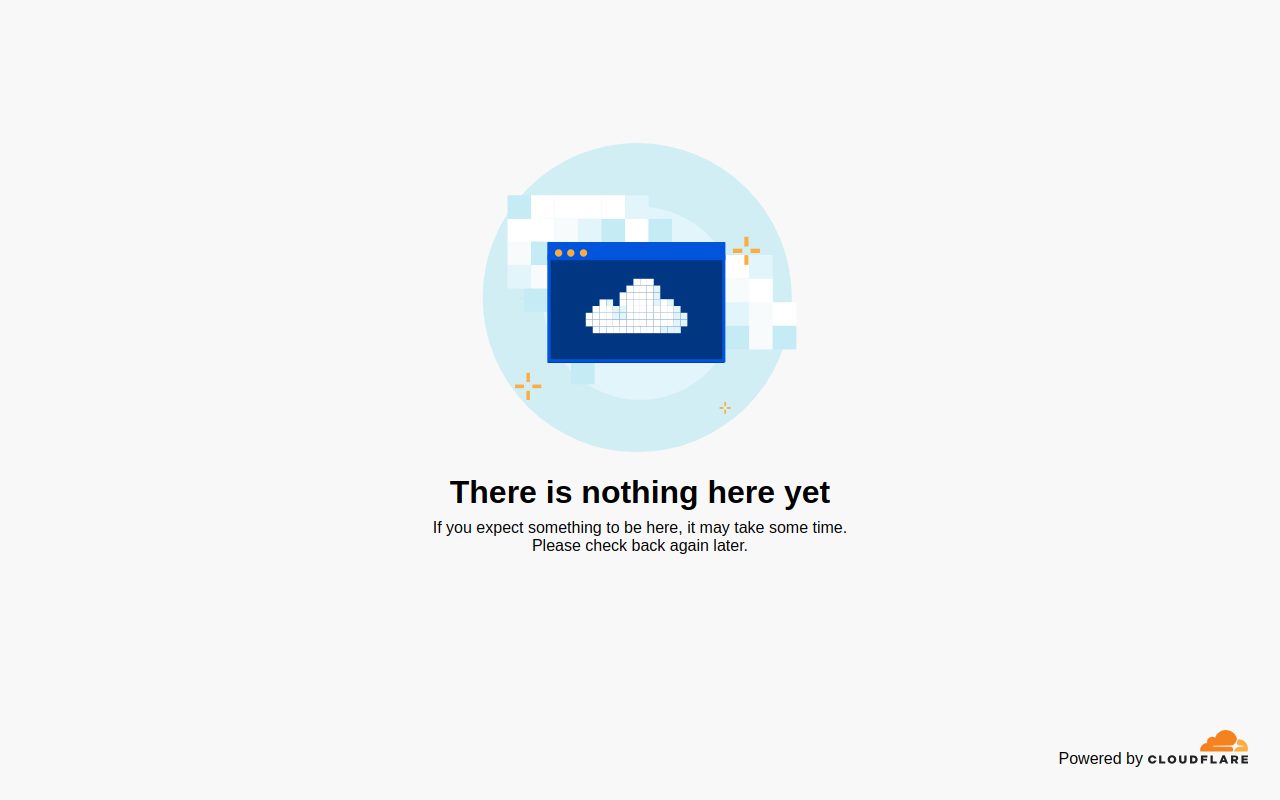 There is nothing here yet
If you expect something to be here, it may take some time.
Please check back again later.
Powered by CLOUDFLARE